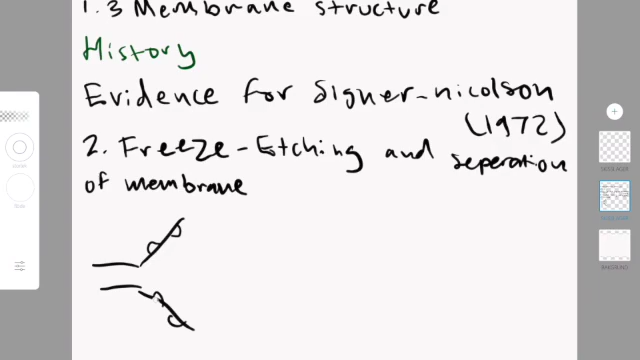 1.3 Membrane structure
History
Evidence for Signer-nicolson
(1972)
2. Freeze-Etching and seperation
of membrane